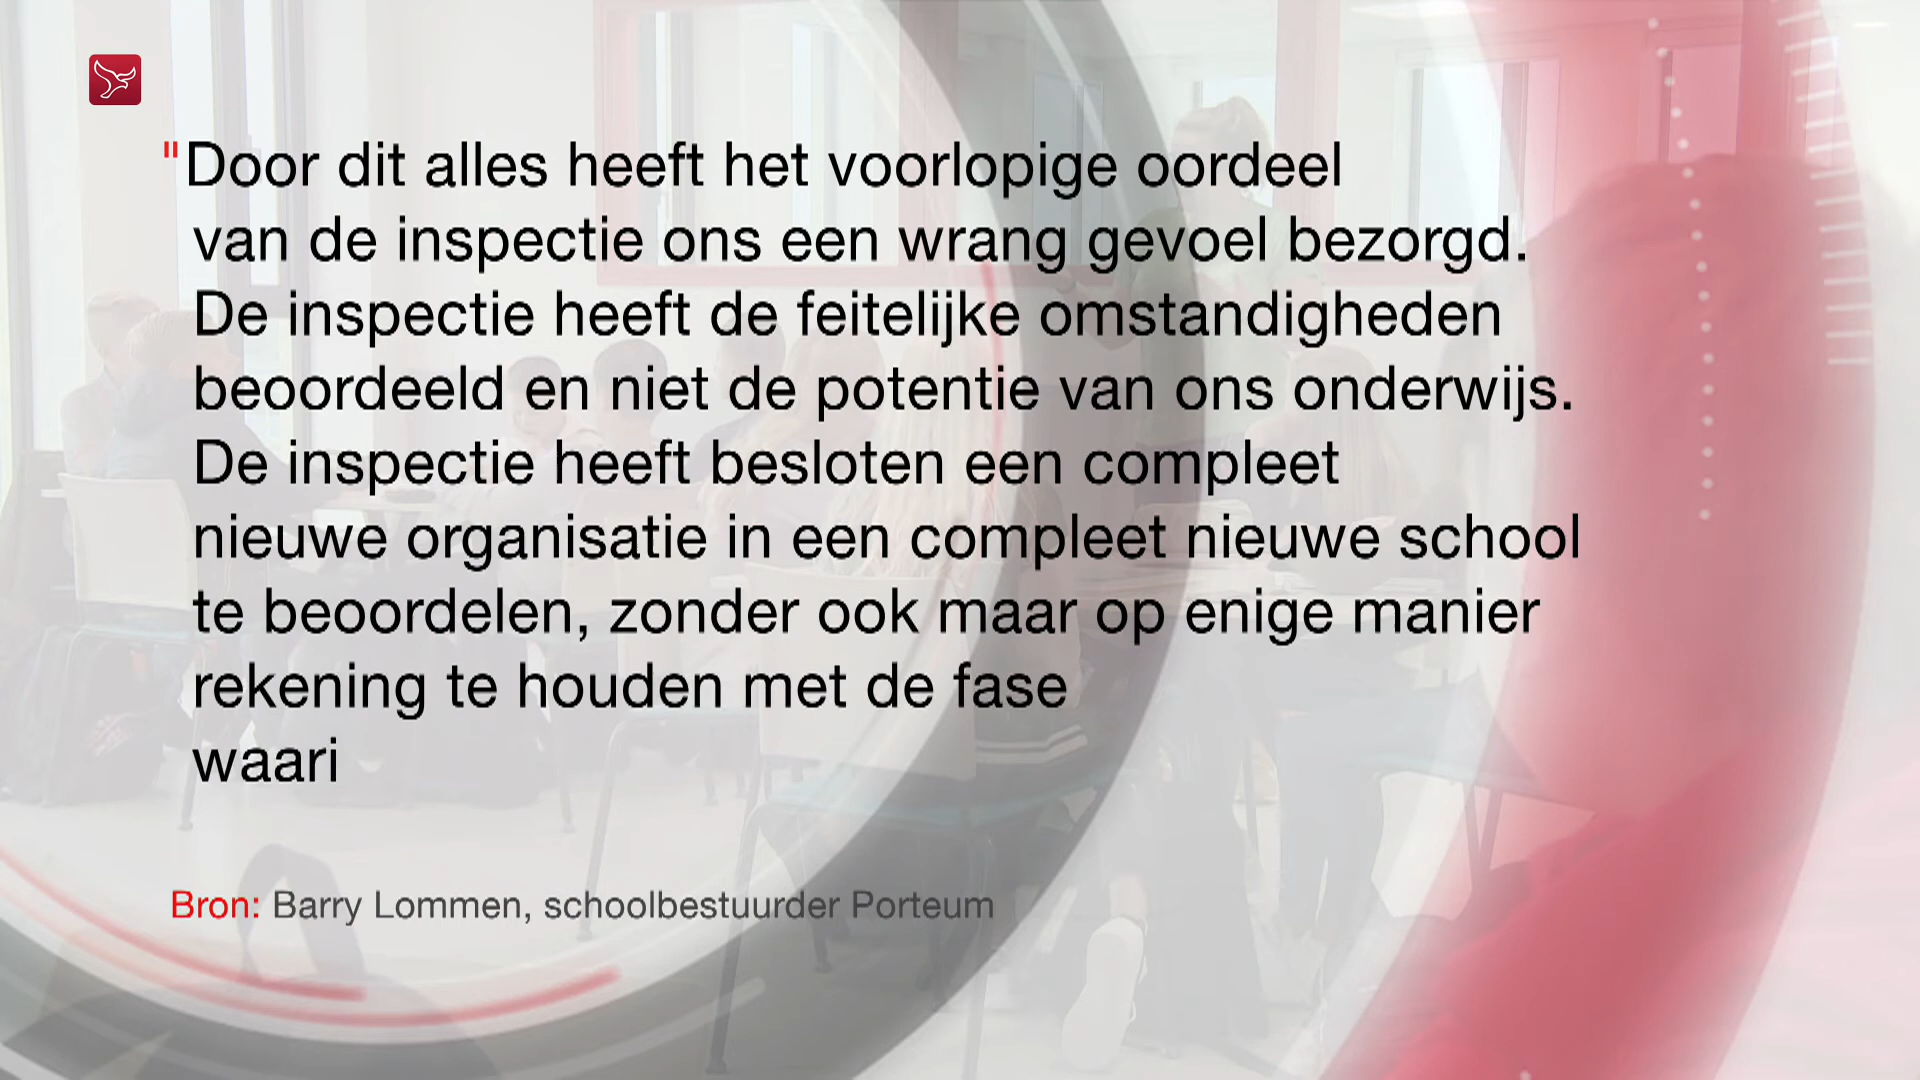 "Door dit alles heeft het voorlopige oordeel
van de inspectie ons een wrang gevoel bezorgd.
De inspectie heeft de feitelijke omstandigheden
beoordeeld en niet de potentie van ons onderwijs.
De inspectie heeft besloten een compleet
nieuwe organisatie in een compleet nieuwe school
te beoordelen, zonder ook maar op enige manier
rekening te houden met de fase
waari
Bron: Barry Lommen, schoolbestuurder Porteum